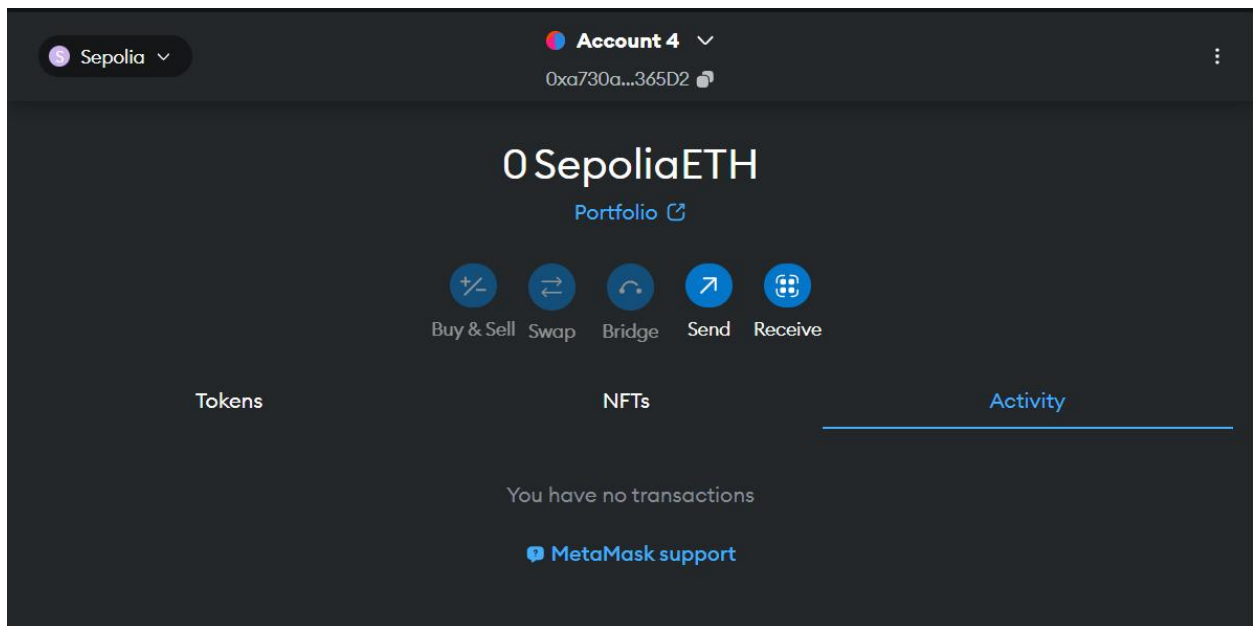 S Sepolia
Account 4
0xa730a...365D2
0 SepoliaETH
Portfolio
Buy & Sell Swap Bridge Send Receive
Tokens NFTs Activity
You have no transactions
MetaMask support